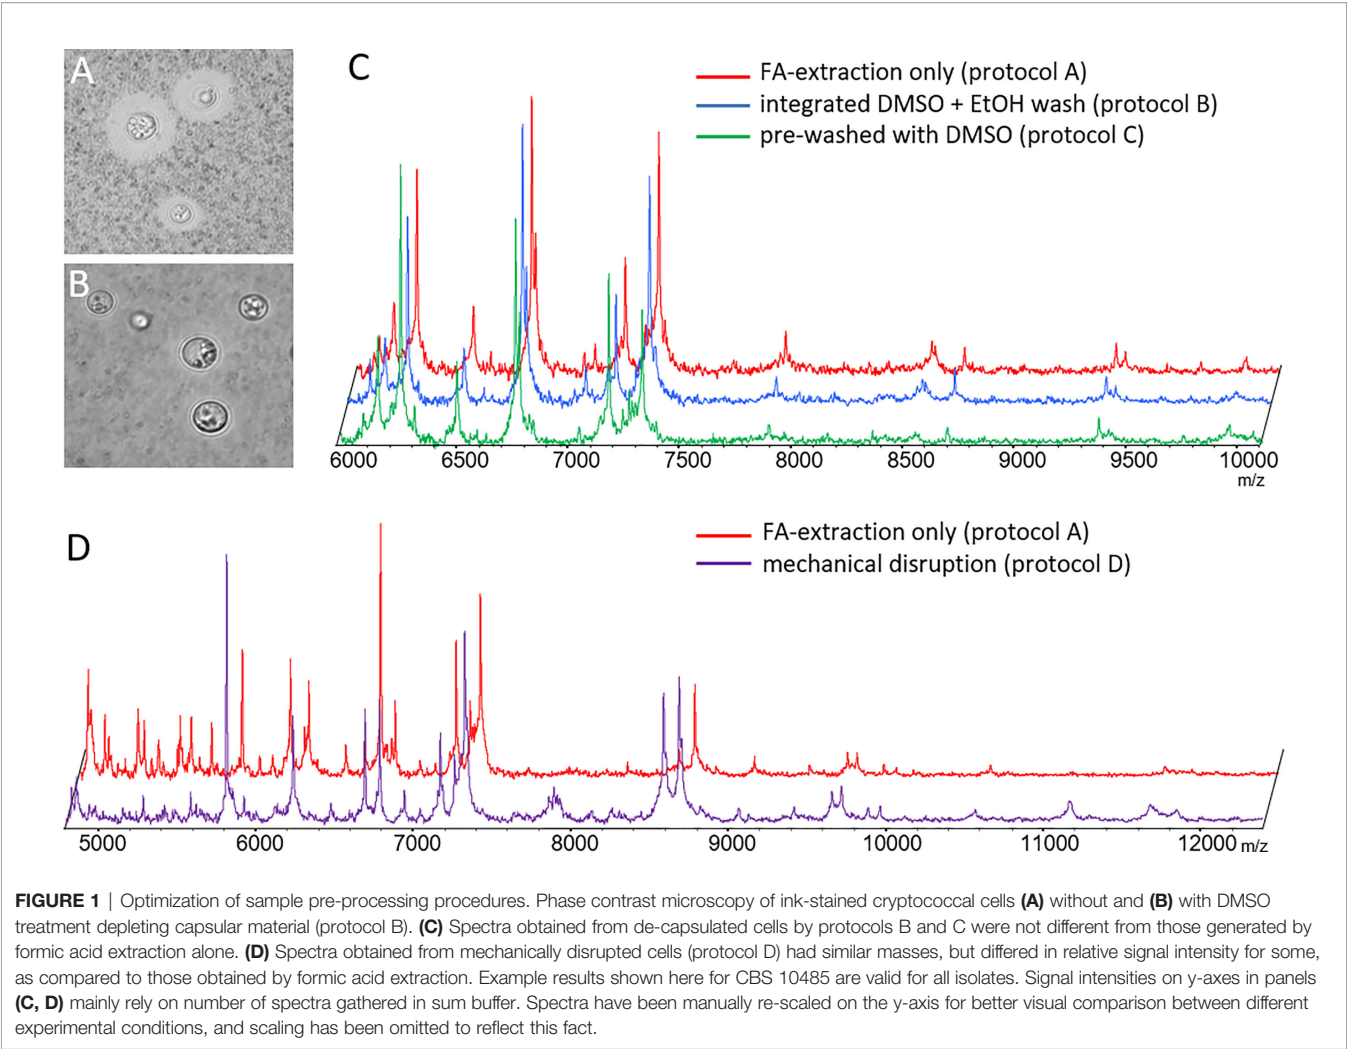 A
B
C
FA-extraction only (protocol A)
integrated DMSO + EtOH wash (protocol B)
pre-washed with DMSO (protocol C)
6000 6500 7000 7500 8000 8500 9000 9500 10000
m/z
D
FA-extraction only (protocol A)
mechanical disruption (protocol D)
5000 6000 7000 8000 9000 10000 11000 12000 m/z
FIGURE 1 | Optimization of sample pre-processing procedures. Phase contrast microscopy of ink-stained cryptococcal cells (A) without and (B) with DMSO
treatment depleting capsular material (protocol B). (C) Spectra obtained from de-capsulated cells by protocols B and C were not different from those generated by
formic acid extraction alone. (D) Spectra obtained from mechanically disrupted cells (protocol D) had similar masses, but differed in relative signal intensity for some,
as compared to those obtained by formic acid extraction. Example results shown here for CBS 10485 are valid for all isolates. Signal intensities on y-axes in panels
(C, D) mainly rely on number of spectra gathered in sum buffer. Spectra have been manually re-scaled on the y-axis for better visual comparison between different
experimental conditions, and scaling has been omitted to reflect this fact.